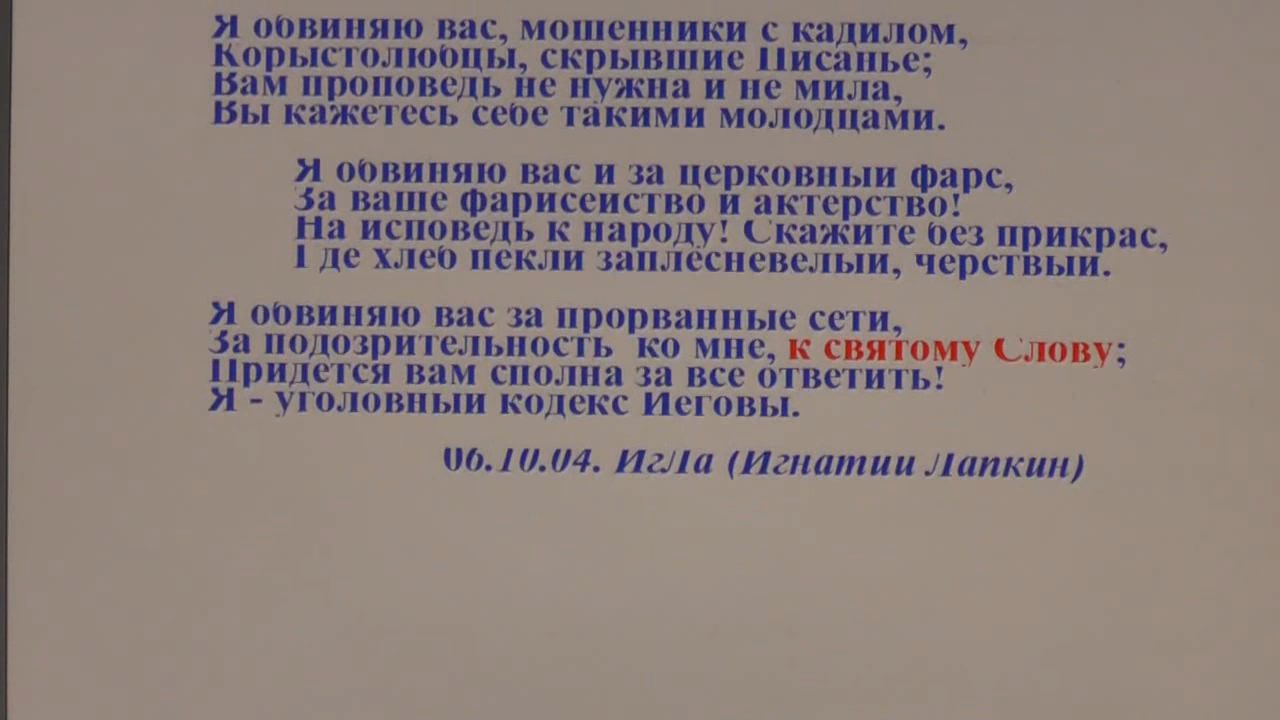 Я обвиняю вас, мошенники с кадилом,
Корыстолюбцы, скрывшие Писанье;
Вам проповедь не нужна и не мила,
Вы кажетесь себе такими молодцами.
Я обвиняю вас и за церковный фарс,
За ваше фарисейство и актерство!
На исповедь к народу! Скажите без прикрас,
Где хлеб пекли заплесневелый, черствый.
Я обвиняю вас за прорванные сети,
За подозрительность ко мне, к святому Слову;
Придется вам сполна за все ответить!
Я - уголовный кодекс Иеговы.
06.10.04. ИгЛа (Игнатий Лапкин)